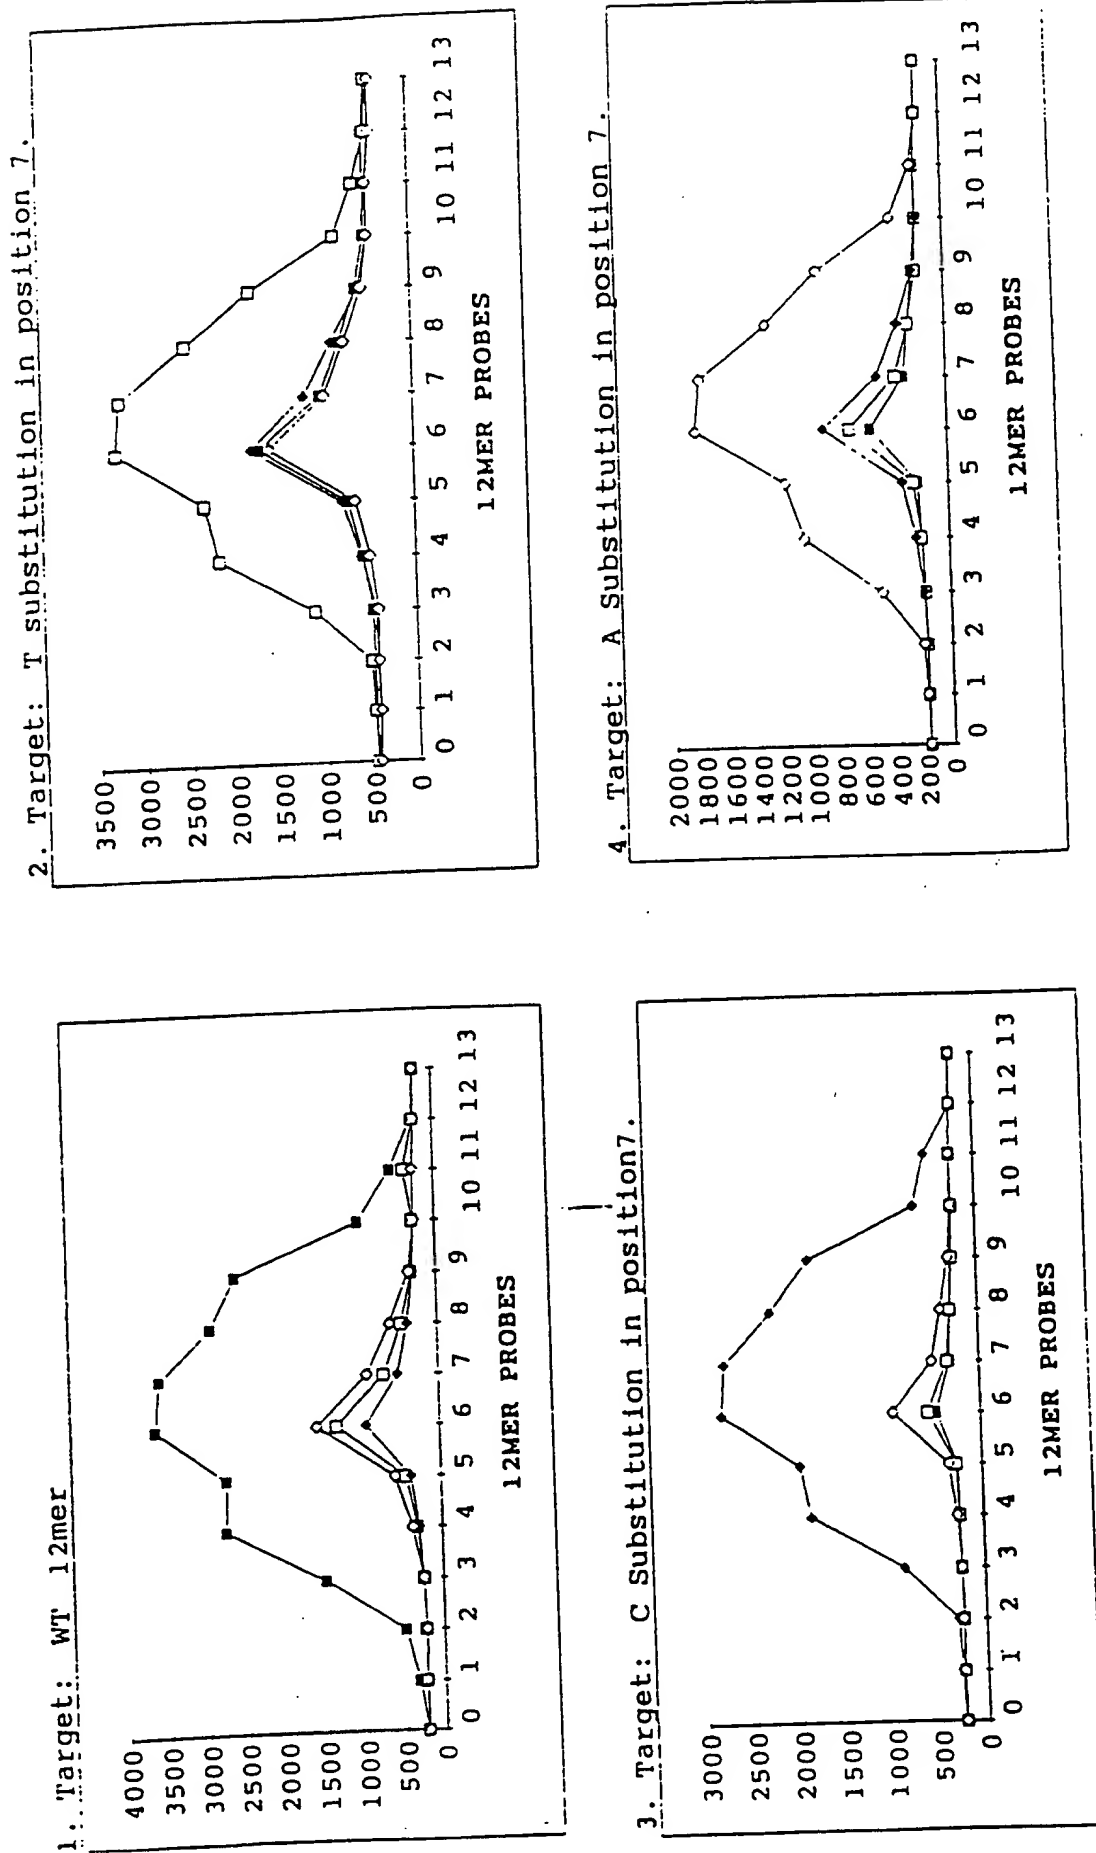 1. Target: WT 12mer
4000
3500
3000
2500
2000
1500
1000
500
0
0 1 2 3 4 5 6 7 8 9 10 11 12 13
12MER PROBES
2. Target: T substitution in position 7.
3500
3000
2500
2000
1500
1000
500
0
0 1 2 3 4 5 6 7 8 9 10 11 12 13
12MER PROBES
3. Target: C Substitution in position7.
3000
2500
2000
1500
1000
500
0
0 1 2 3 4 5 6 7 8 9 10 11 12 13
12MER PROBES
4. Target: A Substitution in position 7.
2000
1800
1600
1400
1200
1000
800
600
400
200
0
0 1 2 3 4 5 6 7 8 9 10 11 12 13
12MER PROBES